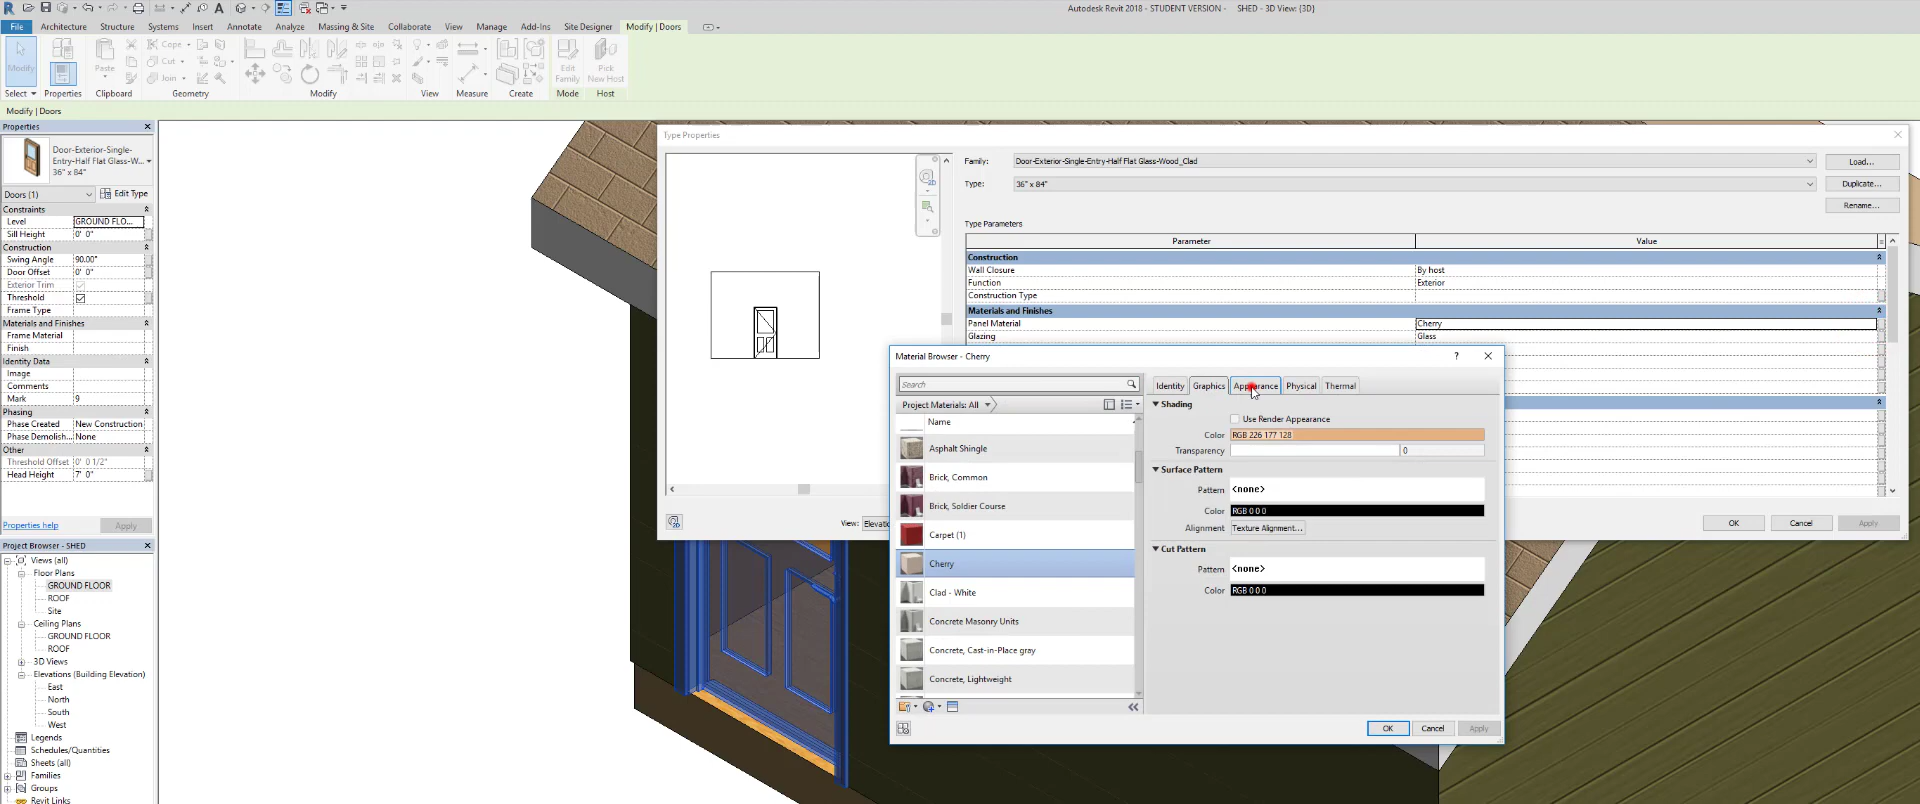 Autodesk Revit 2018 - STUDENT VERSION -    SHED - 3D View: {3D}
File Architecture Structure Systems Insert Annotate Analyze Massing & Site Collaborate View Manage Add-Ins Site Designer Modify | Doors
Modify Paste Cope Cut Join Edit Family Pick New Host
Select Properties Clipboard Geometry Modify View Measure Create Mode Host
Modify | Doors
Properties
Door-Exterior-Single-
Entry-Half Flat Glass-W...
36" x 84"
Doors (1) Edit Type
Constraints
Level GROUND FLO...
Sill Height 0' 0"
Construction
Swing Angle 90.00°
Door Offset 0' 0"
Exterior Trim
Threshold
Frame Type
Materials and Finishes
Frame Material
Finish
Identity Data
Image
Comments
Mark 9
Phasing
Phase Created New Construction
Phase Demolish... None
Other
Threshold Offset 0' 0 1/2"
Head Height 7' 0"
Properties help Apply
Project Browser - SHED
Views (all)
Floor Plans
GROUND FLOOR
ROOF
Site
Ceiling Plans
GROUND FLOOR
ROOF
3D Views
Elevations (Building Elevation)
East
North
South
West
Legends
Schedules/Quantities
Sheets (all)
Families
Groups
Revit Links
Type Properties
Family: Door-Exterior-Single-Entry-Half Flat Glass-Wood_Clad Load...
Type: 36" x 84" Duplicate...
Rename...
Type Parameters
Parameter Value
Construction
Wall Closure By host
Function Exterior
Construction Type
Materials and Finishes
Panel Material Cherry
Glazing Glass
View: Elevatio
OK Cancel Apply
Material Browser - Cherry ?
Search
Project Materials: All
Name
Asphalt Shingle
Brick, Common
Brick, Soldier Course
Carpet (1)
Cherry
Clad - White
Concrete Masonry Units
Concrete, Cast-in-Place gray
Concrete, Lightweight
Identity Graphics Appearance Physical Thermal
Shading
Use Render Appearance
Color RGB 226 177 128
Transparency 0
Surface Pattern
Pattern <none>
Color RGB 0 0 0
Alignment Texture Alignment...
Cut Pattern
Pattern <none>
Color RGB 0 0 0
OK Cancel Apply